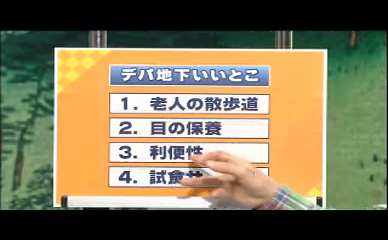 デパ地下いいとこ
1. 老人の散歩道
2. 目の保養
3. 利便性
4. 試食サ